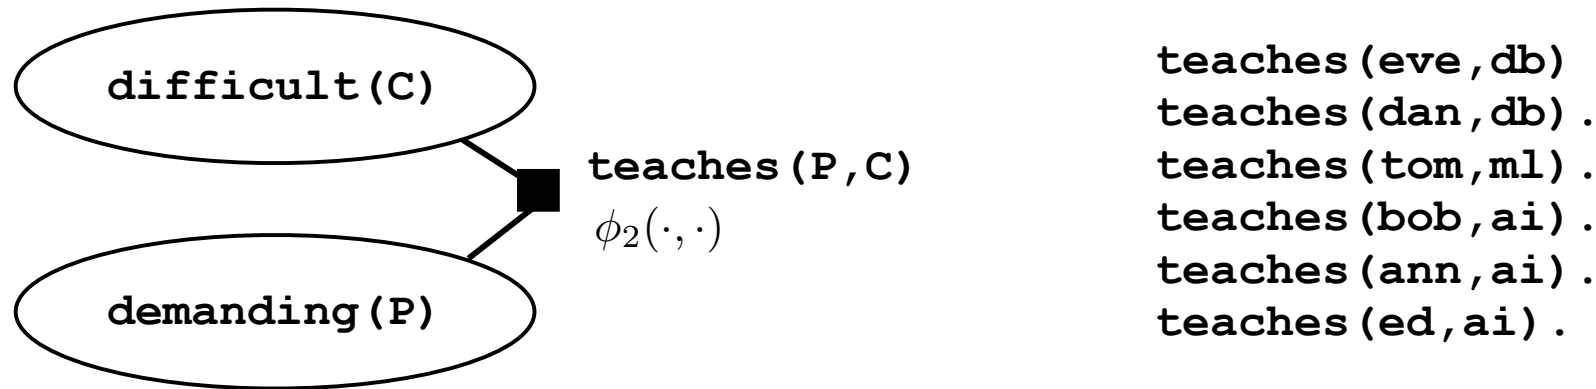 difficult(C)
demanding(P)
teaches(P,C)
ϕ₂(·,·)
teaches(eve,db)
teaches(dan,db).
teaches(tom,ml).
teaches(bob,ai).
teaches(ann,ai).
teaches(ed,ai).